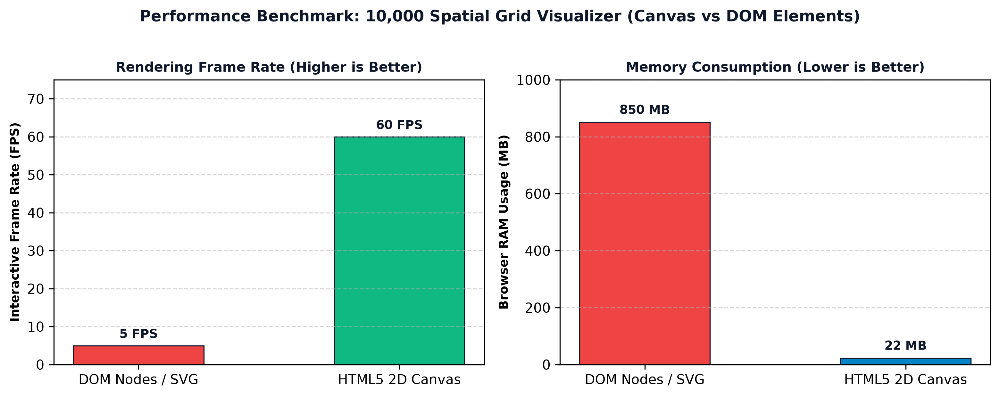 Performance Benchmark: 10,000 Spatial Grid Visualizer (Canvas vs DOM Elements)
Rendering Frame Rate (Higher is Better)
Interactive Frame Rate (FPS)
70
60
50
40
30
20
10
0
5 FPS
60 FPS
DOM Nodes / SVG
HTML5 2D Canvas
Memory Consumption (Lower is Better)
Browser RAM Usage (MB)
1000
800
600
400
200
0
850 MB
22 MB
DOM Nodes / SVG
HTML5 2D Canvas